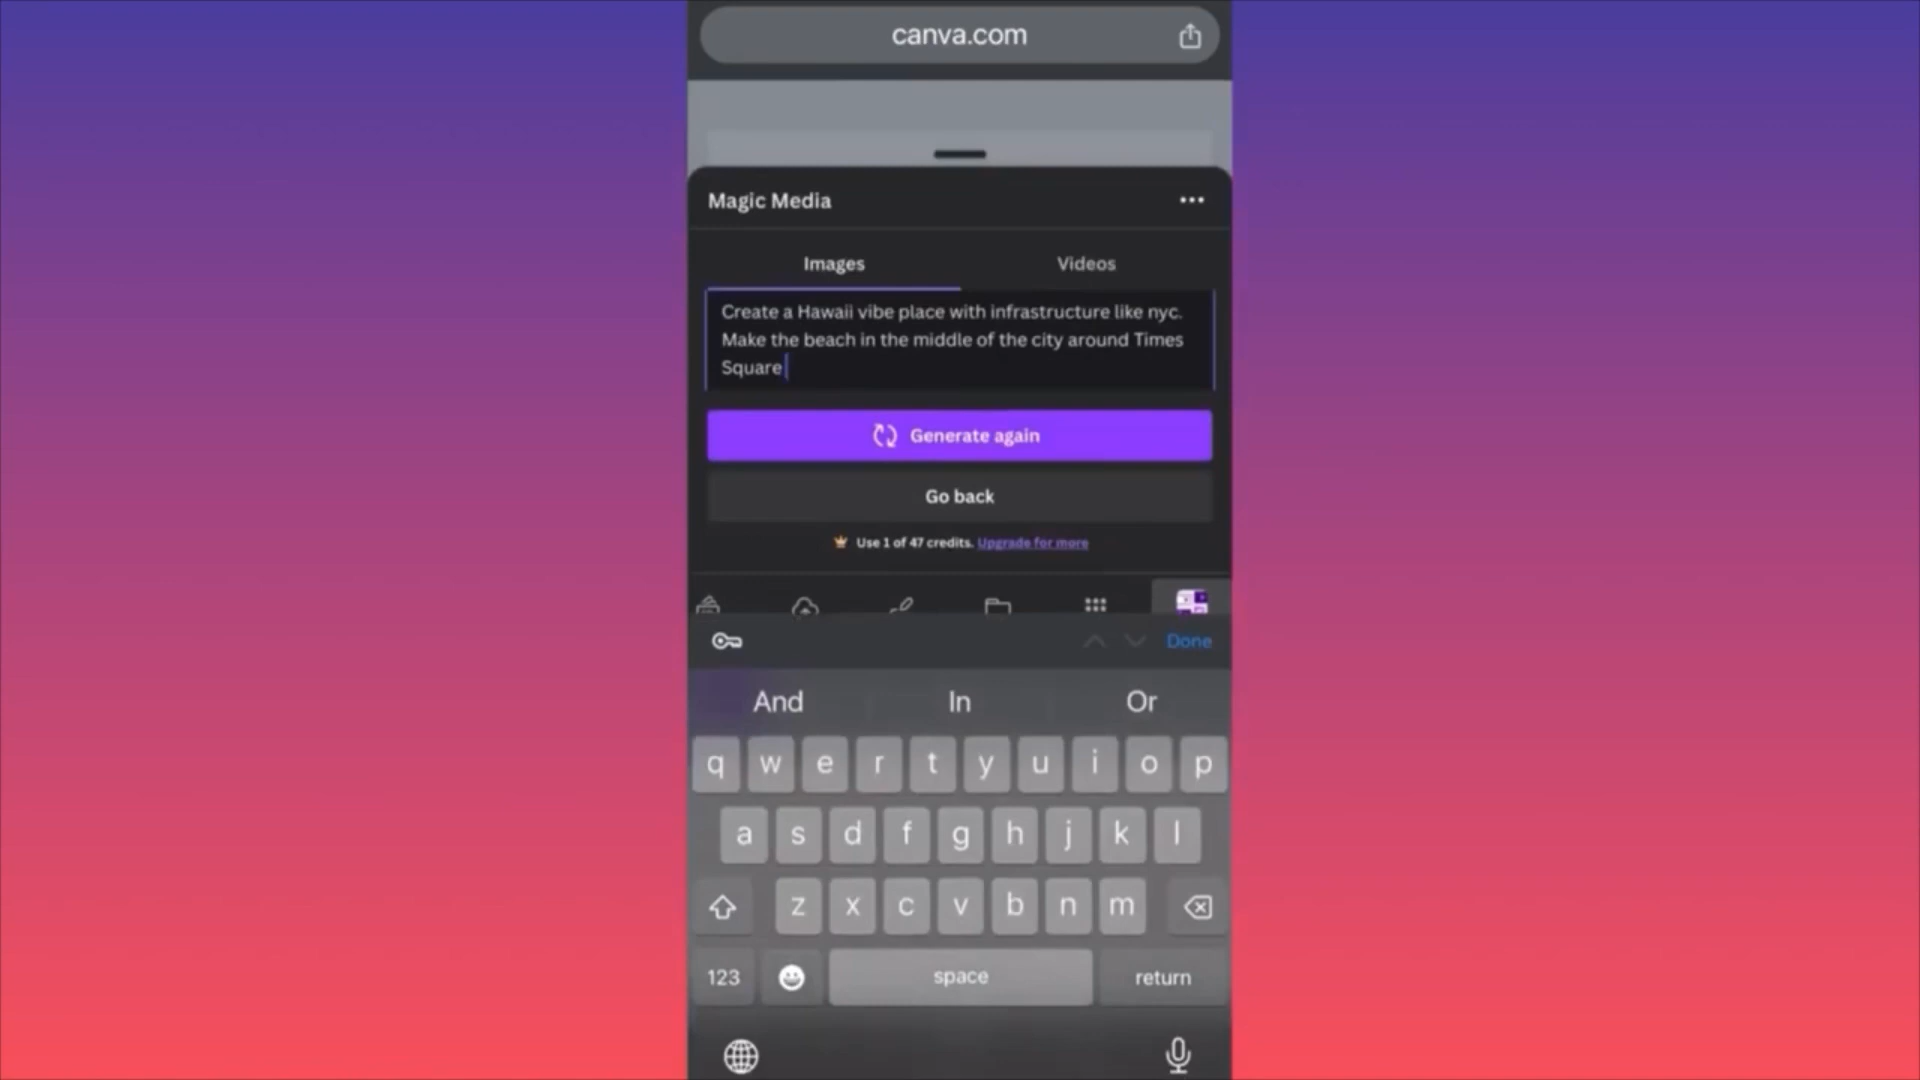 canva.com
Magic Media
Images
Videos
Create a Hawaii vibe place with infrastructure like nyc.
Make the beach in the middle of the city around Times
Square
Generate again
Go back
Use 1 of 47 credits. Upgrade for more
Done
And In Or
q w e r t y u i o p
a s d f g h j k l
z x c v b n m
123 space return